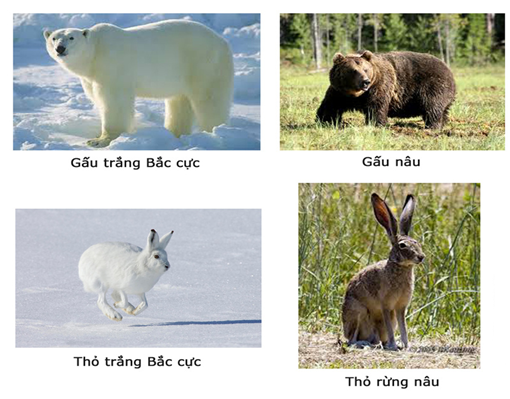 Gấu trắng Bắc cực
Gấu nâu
Thỏ trắng Bắc cực
Thỏ rừng nâu